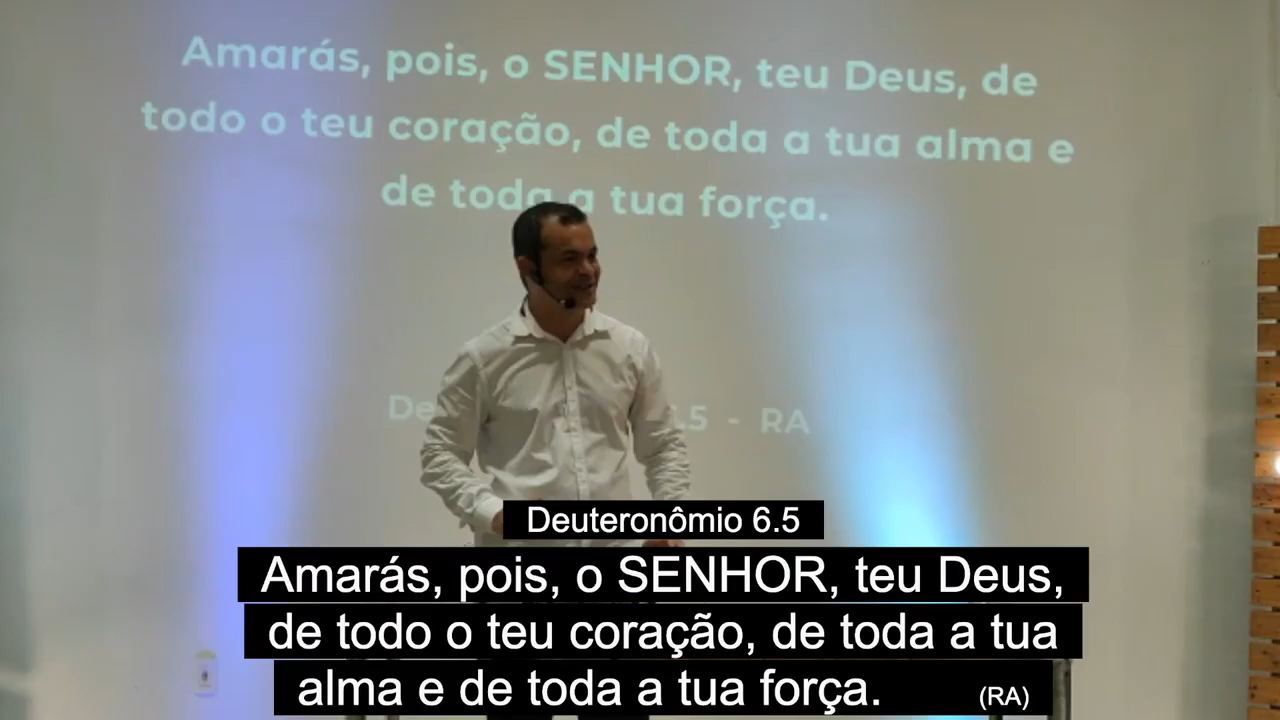 Amarás, pois, o SENHOR, teu Deus, de
todo o teu coração, de toda a tua alma e
de toda a tua força.
5 - RA
Deuteronômio 6.5
Amarás, pois, o SENHOR, teu Deus,
de todo o teu coração, de toda a tua
alma e de toda a tua força. (RA)